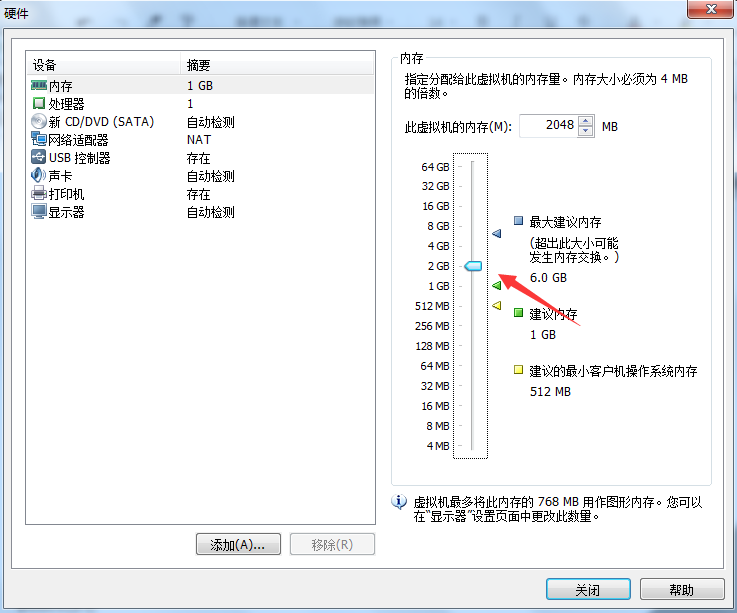 硬件
设备 摘要
内存 1 GB
处理器 1
新 CD/DVD (SATA) 自动检测
网络适配器 NAT
USB 控制器 存在
声卡 自动检测
打印机 存在
显示器 自动检测
添加(A)...
移除(R)
内存
指定分配给此虚拟机的内存量。内存大小必须为 4 MB
的倍数。
此虚拟机的内存(M): 2048 MB
64 GB
32 GB
16 GB
8 GB
4 GB
2 GB
1 GB
512 MB
256 MB
128 MB
64 MB
32 MB
16 MB
8 MB
4 MB
最大建议内存
(超出此大小可能
发生内存交换。)
6.0 GB
建议内存
1 GB
建议的最小客户机操作系统内存
512 MB
虚拟机最多将此内存的 768 MB 用作图形内存。您可以
在“显示器”设置页面中更改此数量。
关闭
帮助